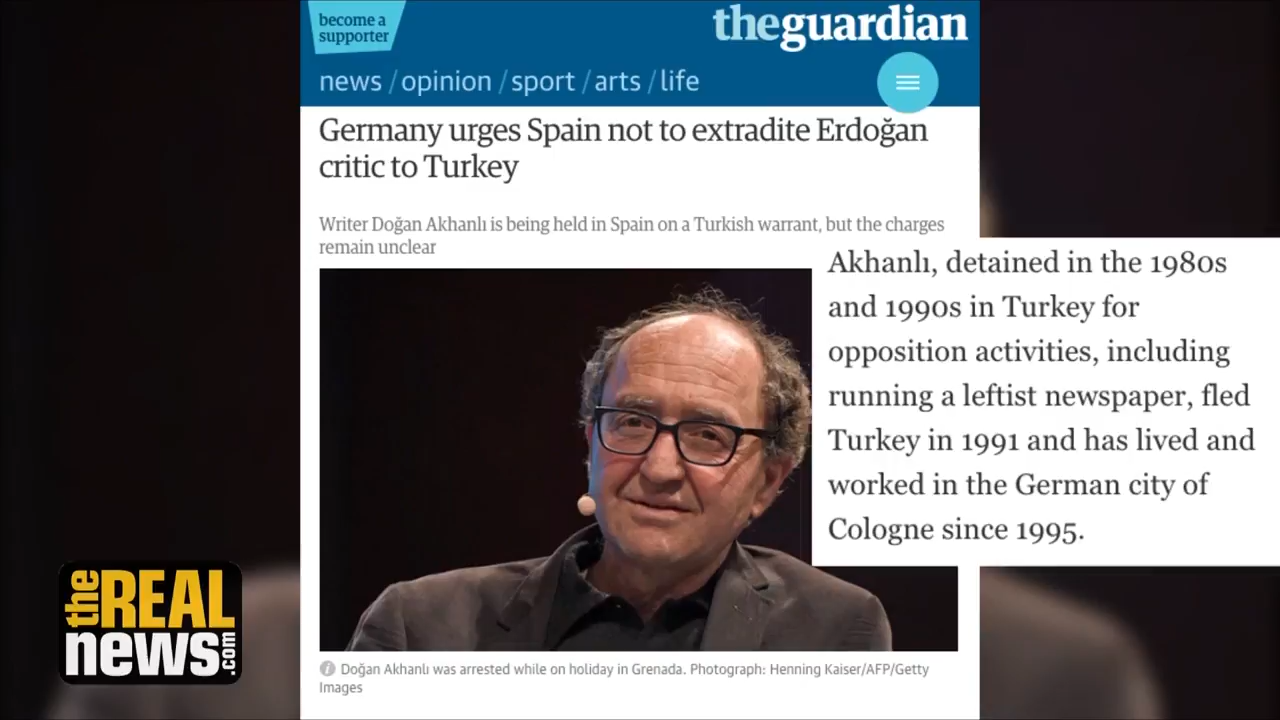 become a
supporter
theguardian
news / opinion / sport / arts / life
Germany urges Spain not to extradite Erdoğan
critic to Turkey
Writer Doğan Akhanlı is being held in Spain on a Turkish warrant, but the charges
remain unclear
Akhanlı, detained in the 1980s
and 1990s in Turkey for
opposition activities, including
running a leftist newspaper, fled
Turkey in 1991 and has lived and
worked in the German city of
Cologne since 1995.
Doğan Akhanlı was arrested while on holiday in Grenada. Photograph: Henning Kaiser/AFP/Getty
Images
the REAL
news.com